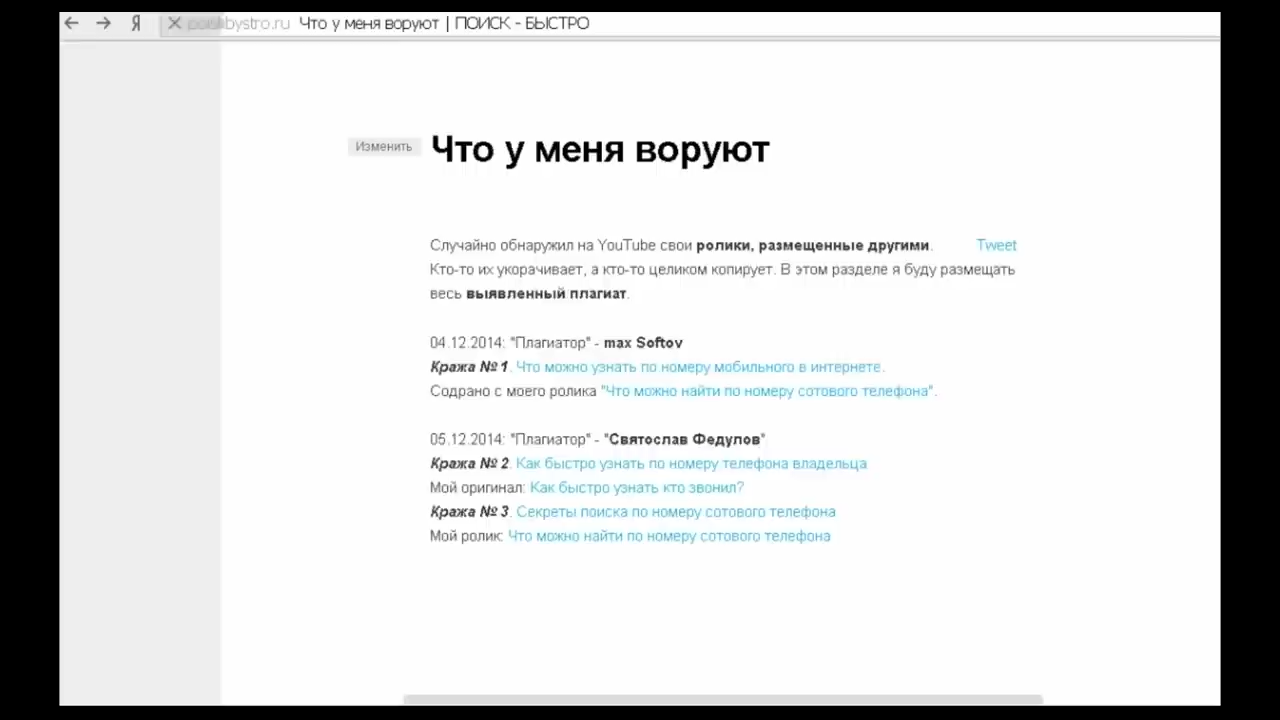 Я bystro.ru Что у меня воруют | ПОИСК - БЫСТРО
Изменить Что у меня воруют
Случайно обнаружил на YouTube свои ролики, размещенные другими. Tweet
Кто-то их укорачивает, а кто-то целиком копирует. В этом разделе я буду размещать
весь выявленный плагиат.
04.12.2014: "Плагиатор" - max Softov
Кража № 1. Что можно узнать по номеру мобильного в интернете.
Содрано с моего ролика "Что можно найти по номеру сотового телефона".
05.12.2014: "Плагиатор" - "Святослав Федулов"
Кража № 2. Как быстро узнать по номеру телефона владельца
Мой оригинал: Как быстро узнать кто звонил?
Кража № 3. Секреты поиска по номеру сотового телефона
Мой ролик: Что можно найти по номеру сотового телефона